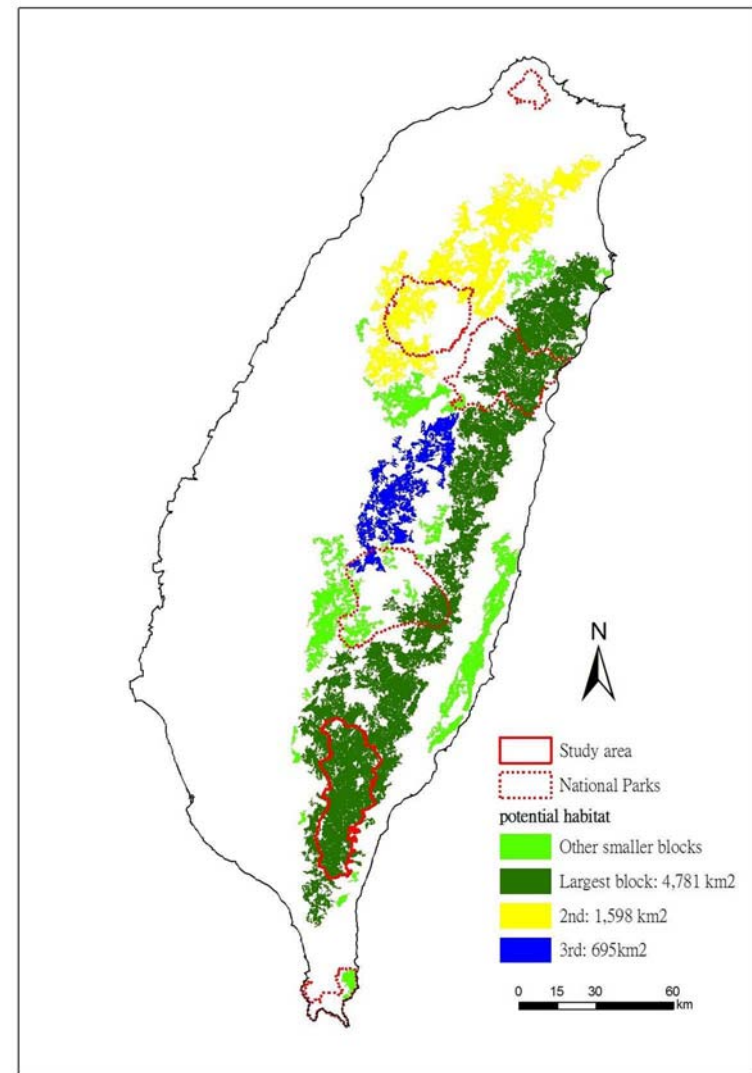 N
Study area
National Parks
potential habitat
Other smaller blocks
Largest block: 4,781 km2
2nd: 1,598 km2
3rd: 695km2
0 15 30 60
km